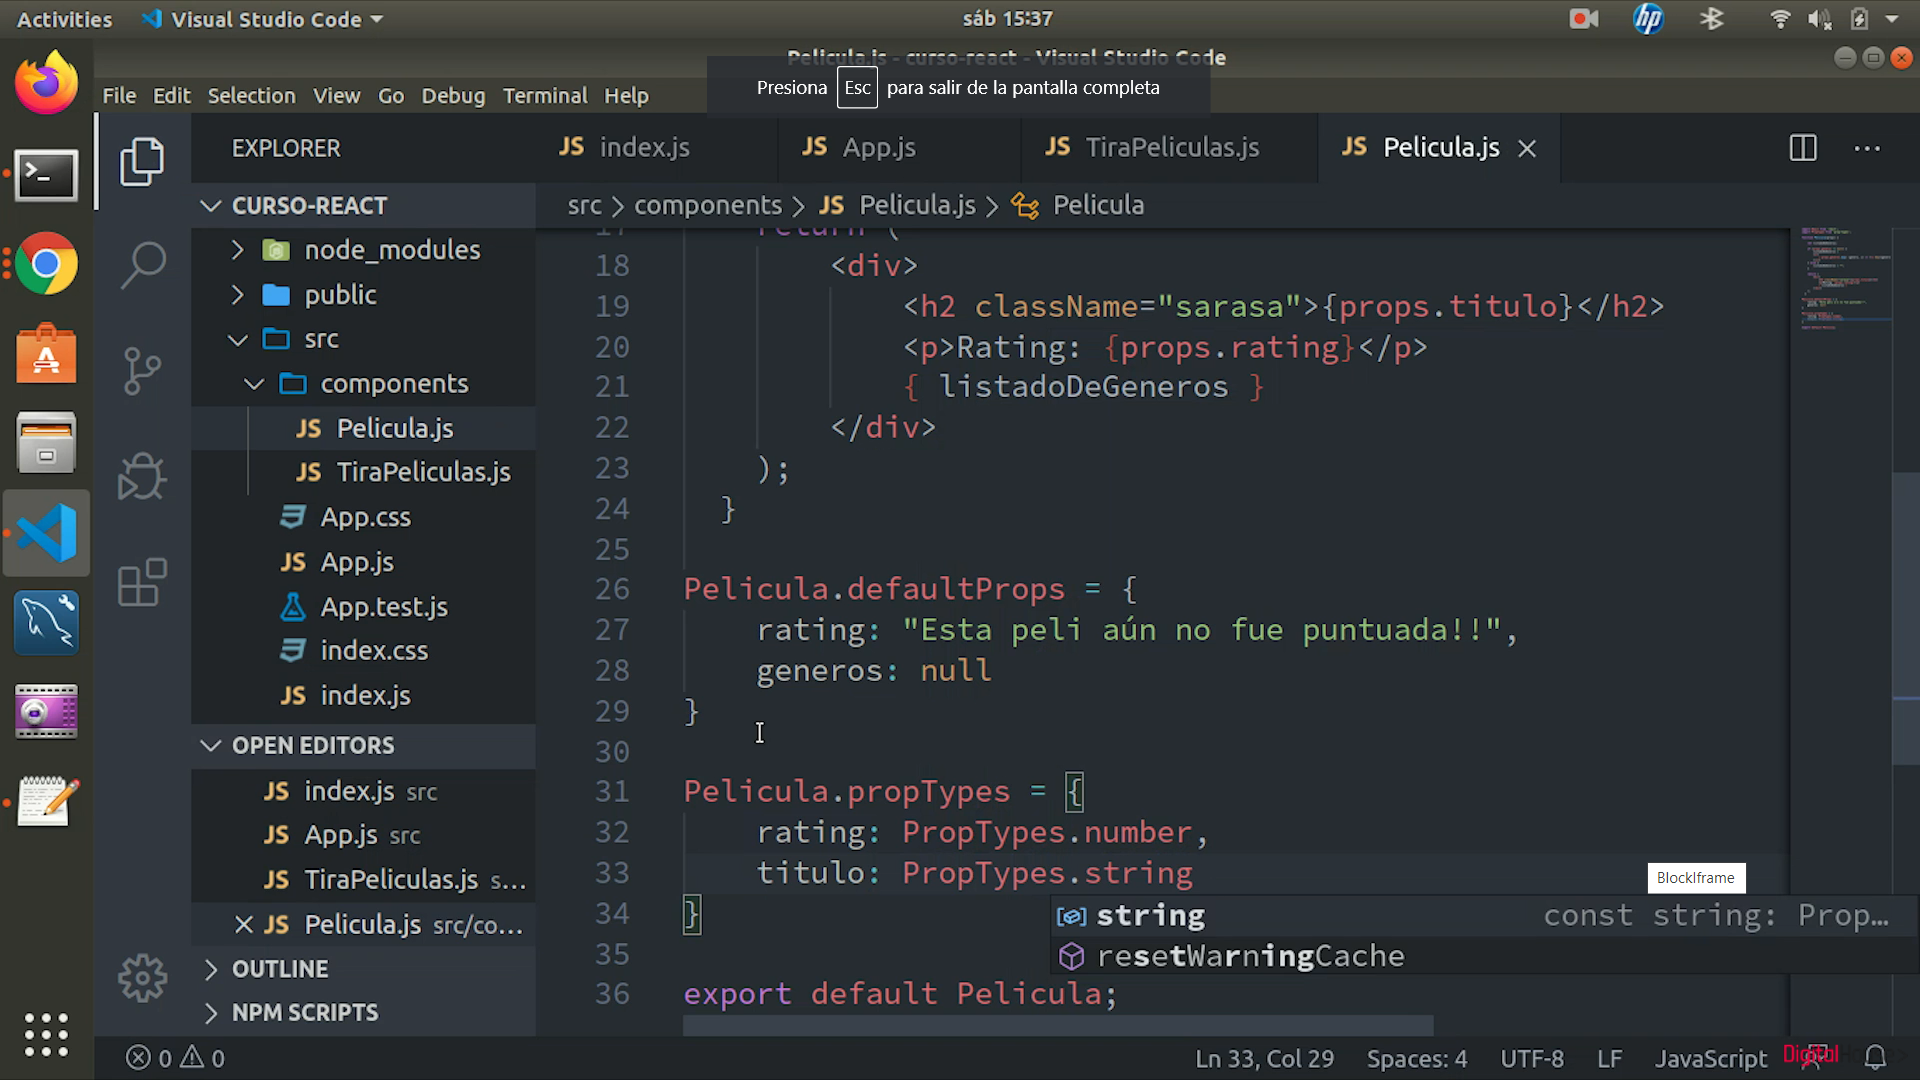 Activities
Visual Studio Code
sáb 15:37
Pelicula.js - curso-react - Visual Studio Code
Presiona Esc para salir de la pantalla completa
File Edit Selection View Go Debug Terminal Help
EXPLORER
JS index.js
JS App.js
JS TiraPeliculas.js
JS Pelicula.js
src > components > JS Pelicula.js > Pelicula
CURSO-REACT
node_modules
public
src
components
JS Pelicula.js
JS TiraPeliculas.js
App.css
JS App.js
App.test.js
index.css
JS index.js
OPEN EDITORS
JS index.js src
JS App.js src
JS TiraPeliculas.js s...
JS Pelicula.js src/co...
OUTLINE
NPM SCRIPTS
17 return (
18 <div>
19 <h2 className="sarasa">{props.titulo}</h2>
20 <p>Rating: {props.rating}</p>
21 { listadoDeGeneros }
22 </div>
23 );
24 }
25
26 Pelicula.defaultProps = {
27 rating: "Esta peli aún no fue puntuada!!",
28 generos: null
29 }
30
31 Pelicula.propTypes = {
32 rating: PropTypes.number,
33 titulo: PropTypes.string
34 }
35
36 export default Pelicula;
BlockIframe
string const string: Prop...
resetWarningCache
0 0
Ln 33, Col 29 Spaces: 4 UTF-8 LF JavaScript
hp